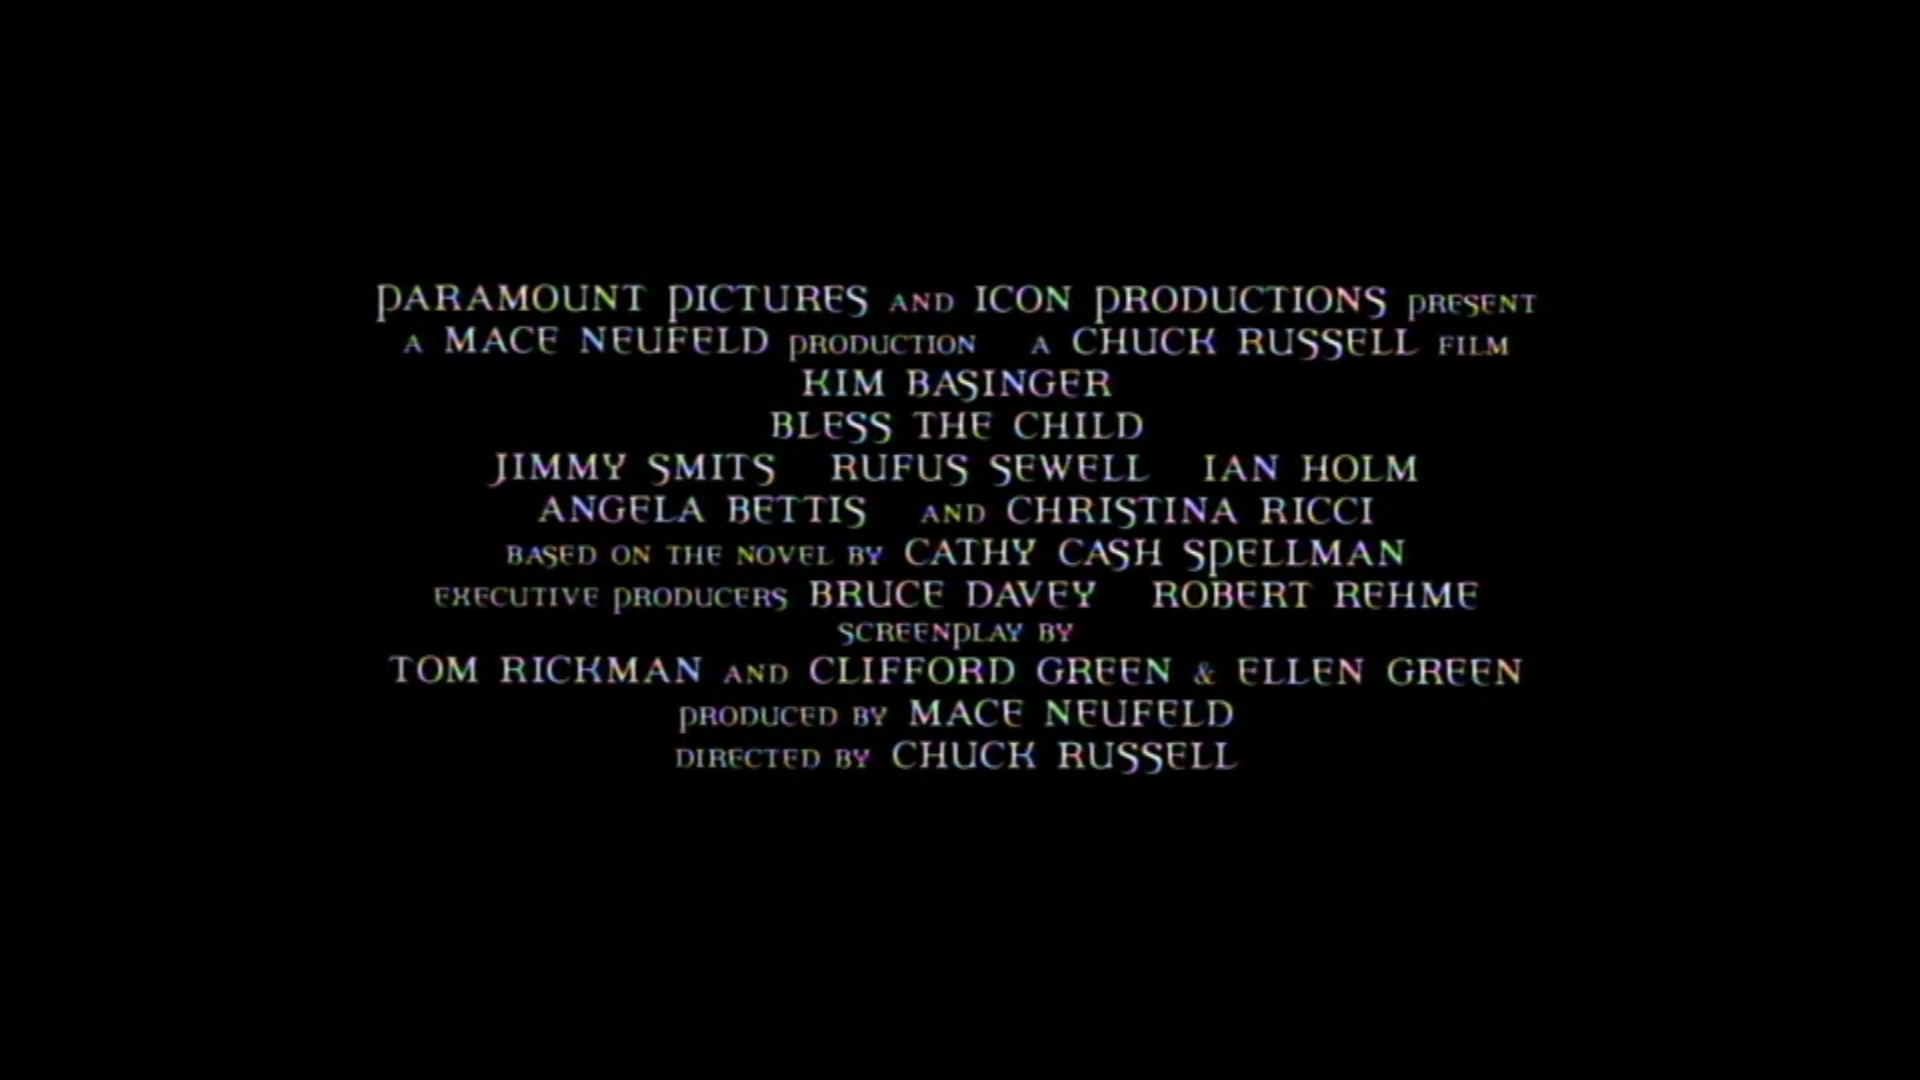 PARAMOUNT PICTURES AND ICON PRODUCTIONS PRESENT
A MACE NEUFELD PRODUCTION A CHUCK RUSSELL FILM
KIM BASINGER
BLESS THE CHILD
JIMMY SMITS RUFUS SEWELL IAN HOLM
ANGELA BETTIS AND CHRISTINA RICCI
BASED ON THE NOVEL BY CATHY CASH SPELLMAN
EXECUTIVE PRODUCERS BRUCE DAVEY ROBERT REHME
SCREENPLAY BY
TOM RICKMAN AND CLIFFORD GREEN & ELLEN GREEN
PRODUCED BY MACE NEUFELD
DIRECTED BY CHUCK RUSSELL